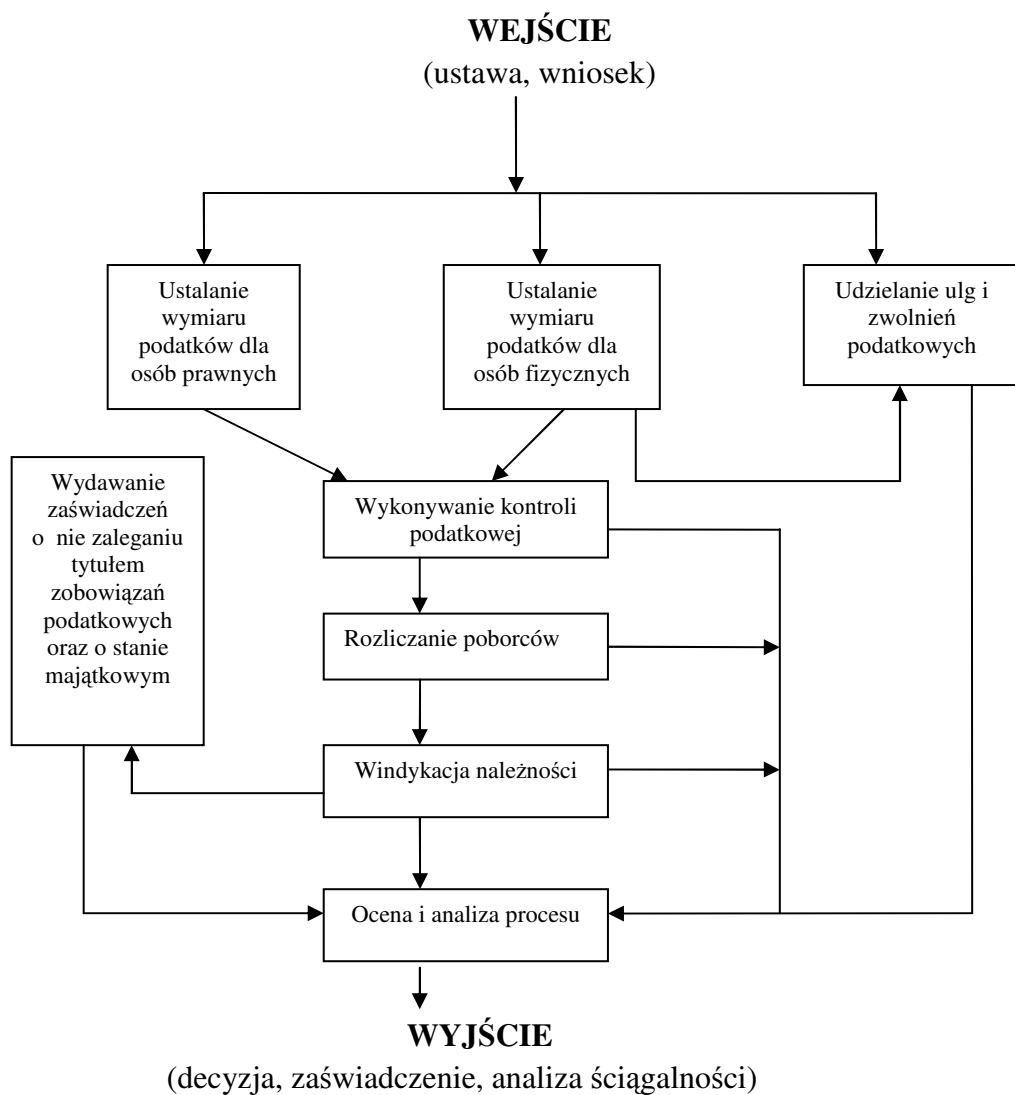 WEJŚCIE
(ustawa, wniosek)
Ustalanie
wymiaru
podatków dla
osób prawnych
Ustalanie
wymiaru
podatków dla
osób fizycznych
Udzielanie ulg i
zwolnień
podatkowych
Wydawanie
zaświadczeń
o nie zaleganiu
tytułem
zobowiązań
podatkowych
oraz o stanie
majątkowym
Wykonywanie kontroli
podatkowej
Rozliczanie poborców
Windykacja należności
Ocena i analiza procesu
WYJŚCIE
(decyzja, zaświadczenie, analiza ściągalności)